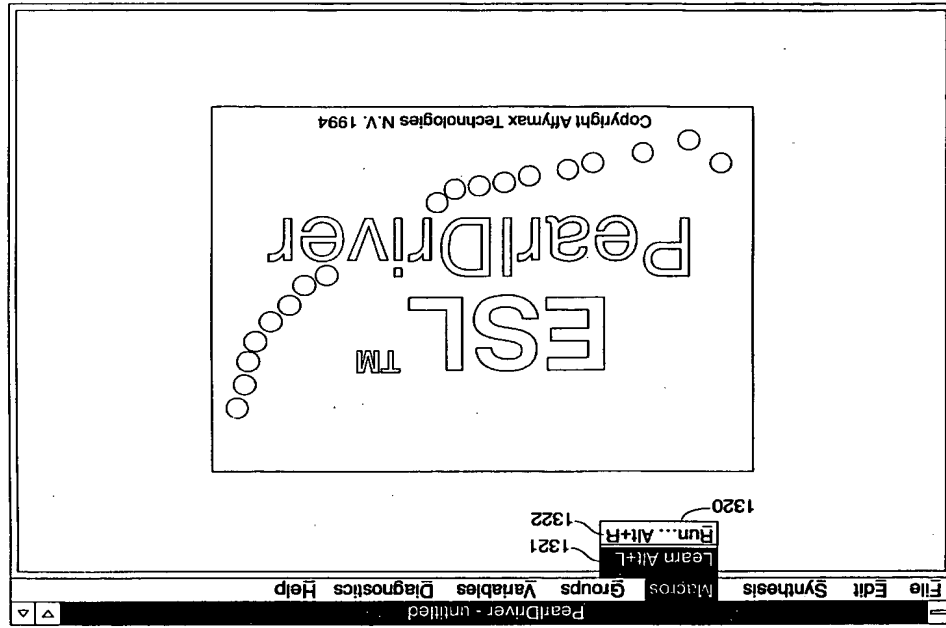 PearlDriver - untitled
File Edit Synthesis Macros Groups Variables Diagnostics Help
Learn Alt+L
1321
Run... Alt+R
1322
1320
ESL TM
PearlDriver
Copyright Affymax Technologies N.V. 1994